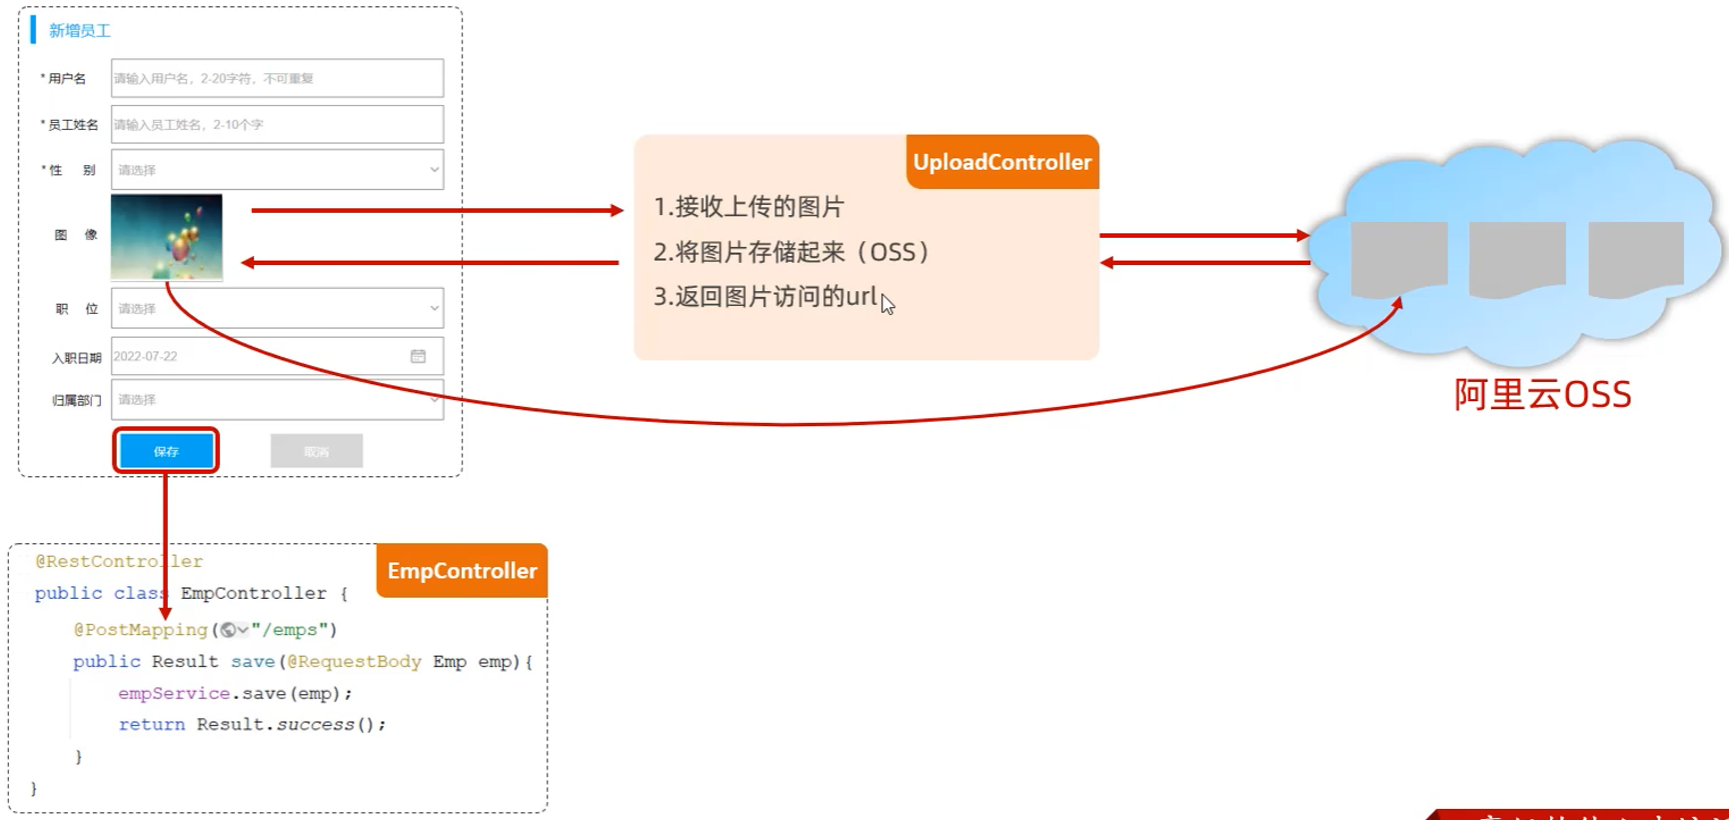 新增员工
* 用户名 请输入用户名，2-20字符，不可重复
* 员工姓名 请输入员工姓名，2-10个字
* 性 别 请选择
图 像
职 位 请选择
入职日期 2022-07-22
归属部门 请选择
保存 取消
UploadController
1.接收上传的图片
2.将图片存储起来（OSS）
3.返回图片访问的url
阿里云OSS
EmpController
@RestController
public class EmpController {
@PostMapping("/emps")
public Result save(@RequestBody Emp emp){
empService.save(emp);
return Result.success();
}
}